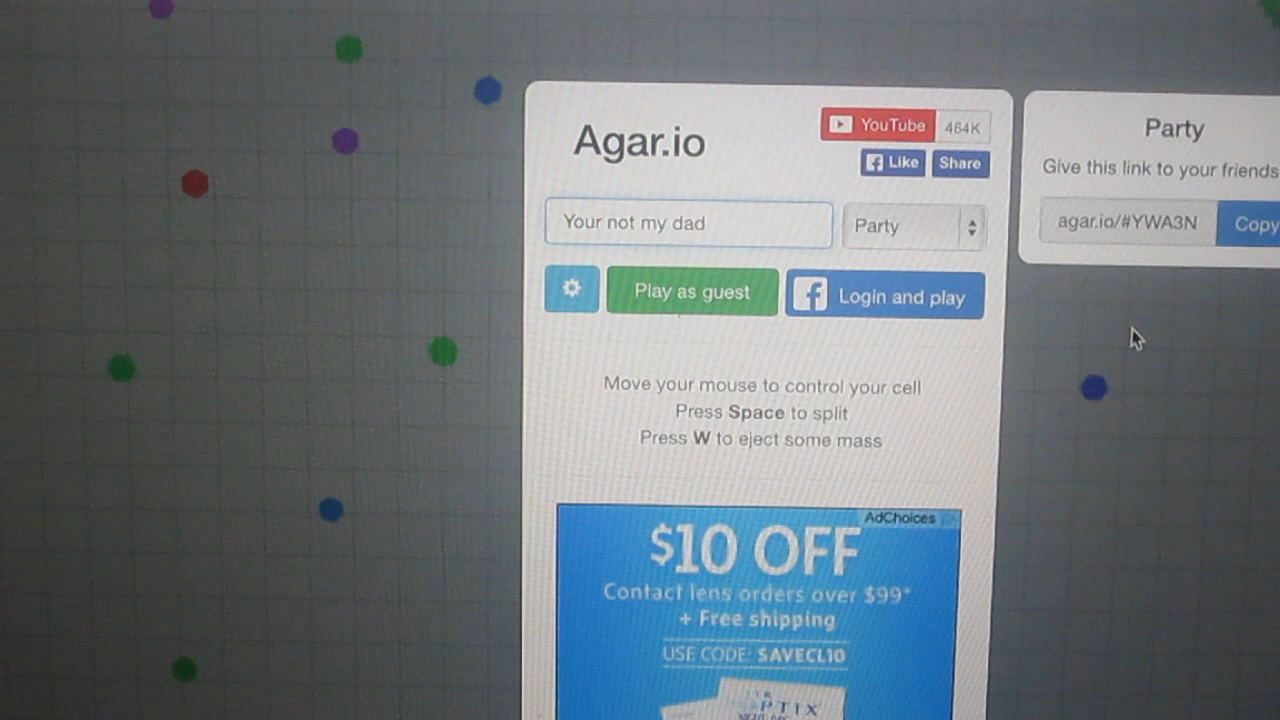 Agar.io
YouTube 464K
Like Share
Your not my dad
Party
Play as guest
Login and play
Move your mouse to control your cell
Press Space to split
Press W to eject some mass
AdChoices
$10 OFF
Contact lens orders over $99*
+ Free shipping
USE CODE: SAVECL10
PTIX
Party
Give this link to your friends
agar.io/#YWA3N
Copy